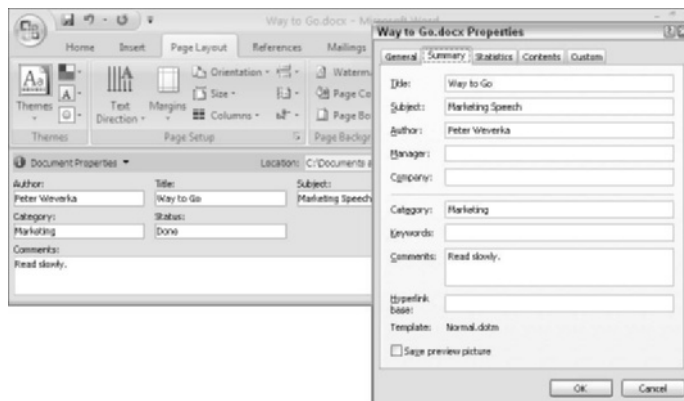 Way to Go.docx - Microsoft Word
Home Insert Page Layout References Mailings
Themes
Text Direction
Margins
Orientation
Size
Columns
Waterm
Page Co
Page Bo
Themes Page Setup Page Backgr
Document Properties Location: C:\Documents a
Author: Title: Subject:
Peter Weverka Way to Go Marketing Speech
Category: Status:
Marketing Done
Comments:
Read slowly.
Way to Go.docx Properties
General Summary Statistics Contents Custom
Title: Way to Go
Subject: Marketing Speech
Author: Peter Weverka
Manager:
Company:
Category: Marketing
Keywords:
Comments: Read slowly.
Hyperlink
base:
Template: Normal.dotm
Save preview picture
OK Cancel